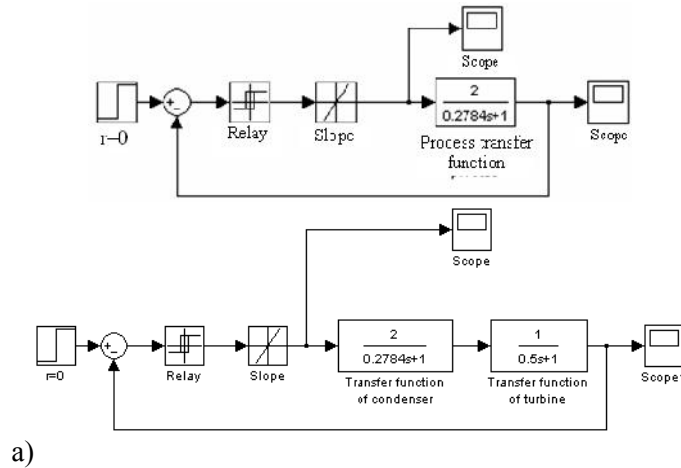 Scope
2
0.2784s+1
r=0
Relay
Slope
Scope
Process transfer
function
Scope
2
0.2784s+1
1
0.5s+1
r=0
Relay
Slope
Transfer function
of condenser
Transfer function
of turbine
Scope1
a)